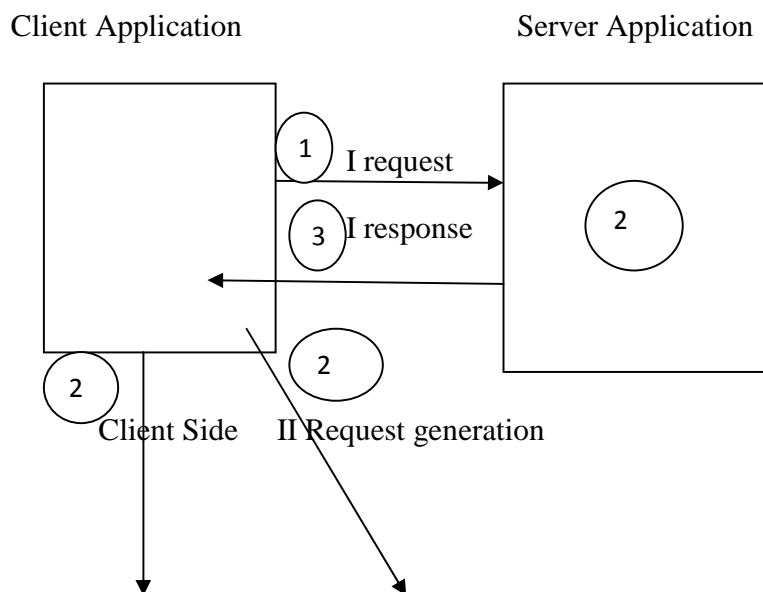 Client Application Server Application
1
I request
2
3
I response
2
2
Client Side II Request generation